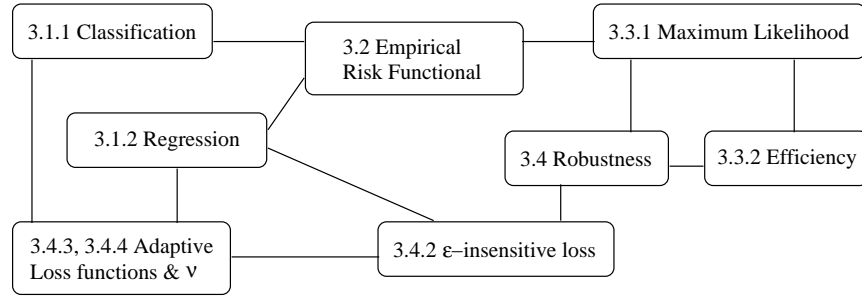 3.1.1 Classification
3.2 Empirical
Risk Functional
3.3.1 Maximum Likelihood
3.1.2 Regression
3.4 Robustness
3.3.2 Efficiency
3.4.3, 3.4.4 Adaptive
Loss functions & ν
3.4.2 ε–insensitive loss